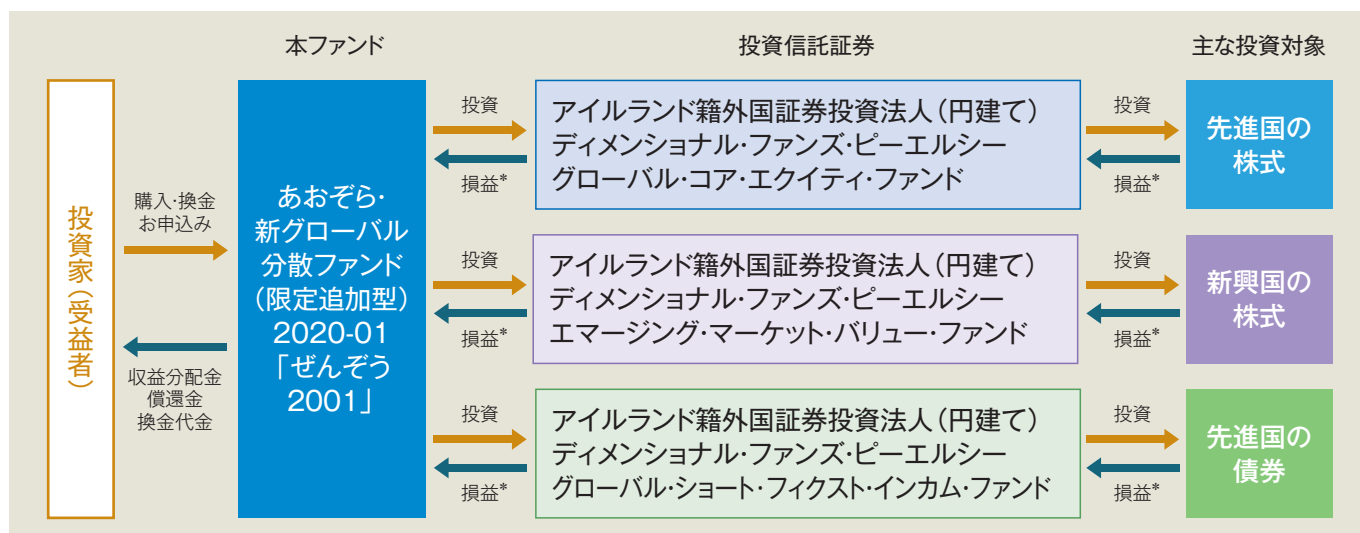 本ファンド
投資信託証券
主な投資対象
投資家(受益者)
購入・換金
お申込み
収益分配金
償還金
換金代金
あおぞら・
新グローバル
分散ファンド
(限定追加型)
2020-01
「ぜんぞう
2001」
投資
損益*
アイルランド籍外国証券投資法人(円建て)
ディメンショナル・ファンズ・ピーエルシー
グローバル・コア・エクイティ・ファンド
投資
損益*
先進国の
株式
投資
損益*
アイルランド籍外国証券投資法人(円建て)
ディメンショナル・ファンズ・ピーエルシー
エマージング・マーケット・バリュー・ファンド
投資
損益*
新興国の
株式
投資
損益*
アイルランド籍外国証券投資法人(円建て)
ディメンショナル・ファンズ・ピーエルシー
グローバル・ショート・フィクスト・インカム・ファンド
投資
損益*
先進国の
債券